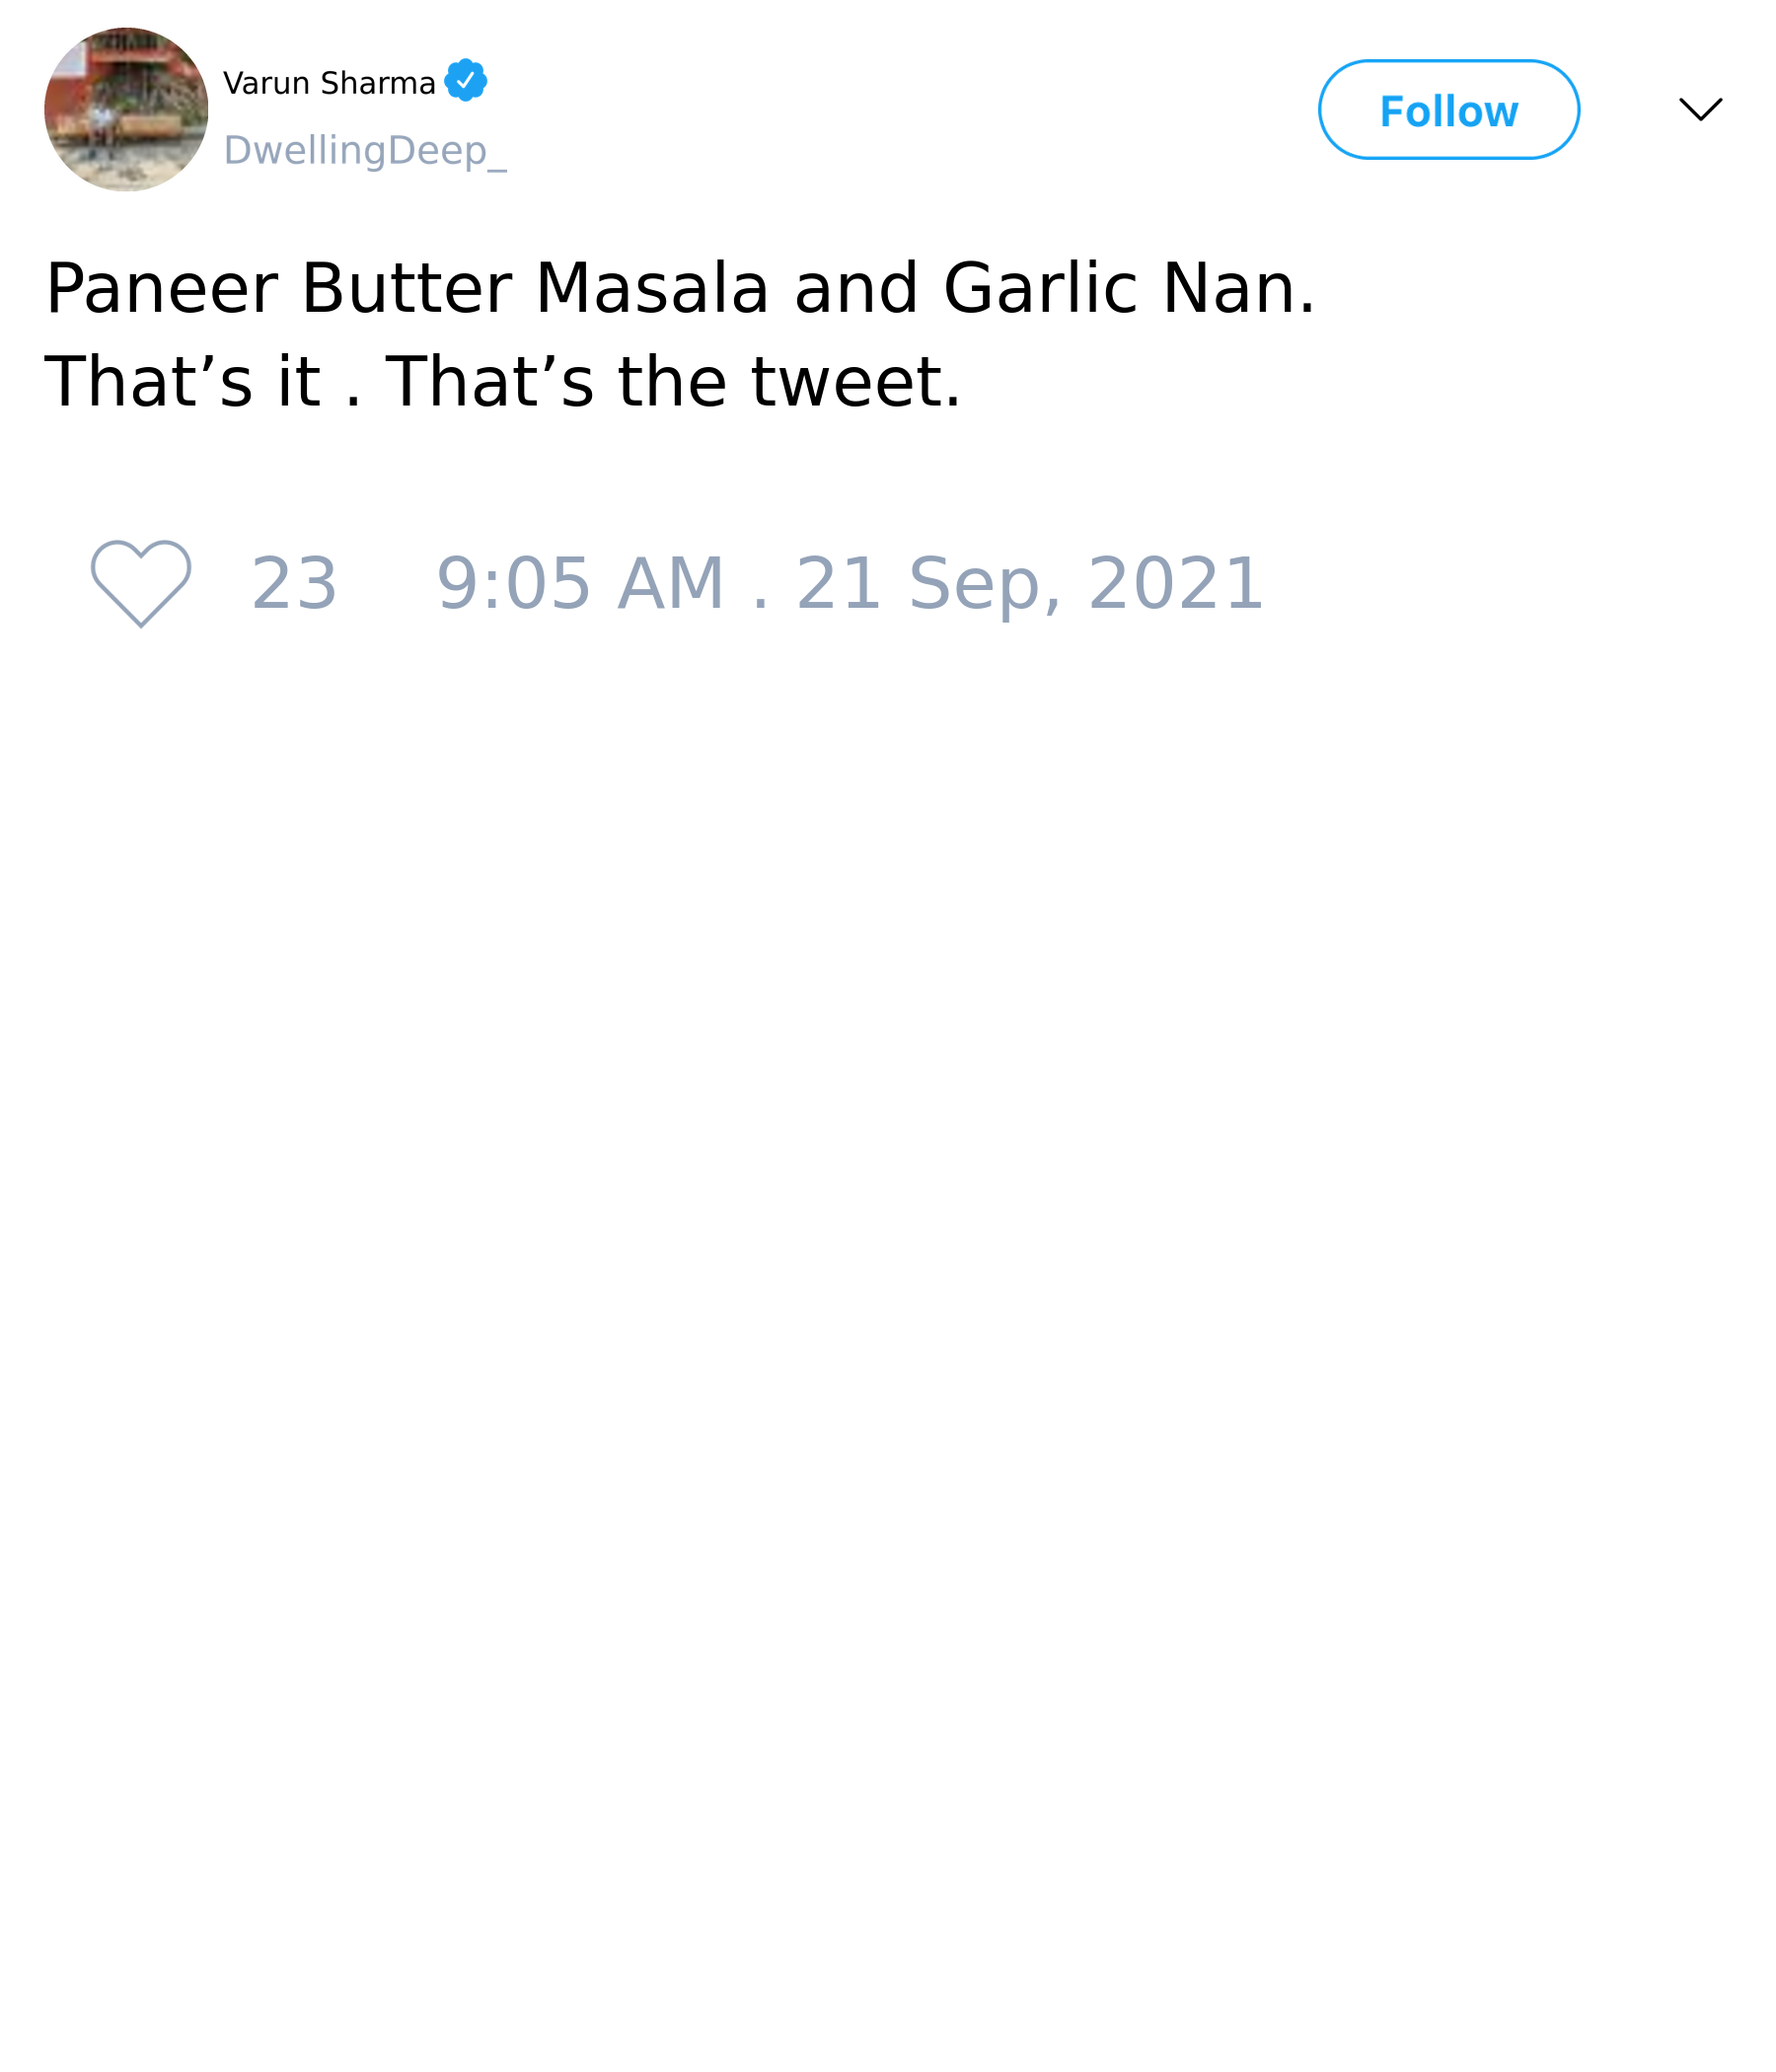 Varun Sharma
DwellingDeep_
Follow
Paneer Butter Masala and Garlic Nan.
That’s it . That’s the tweet.
23 9:05 AM . 21 Sep, 2021